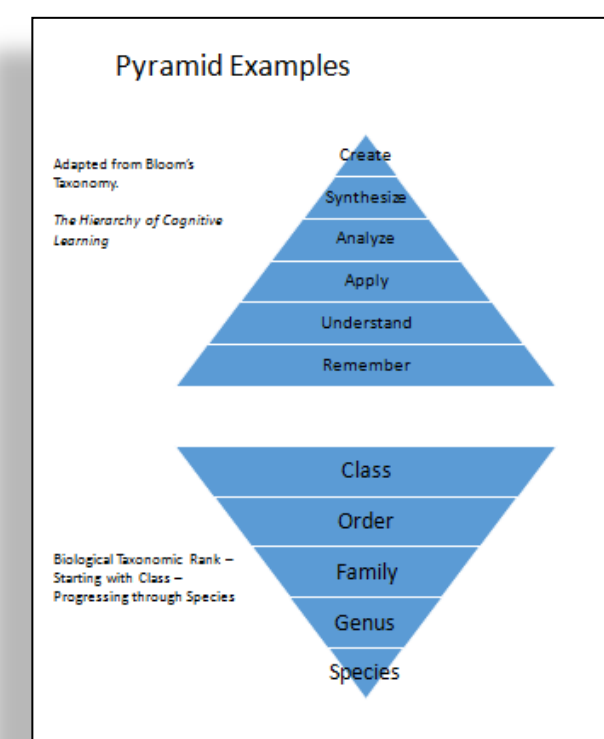 Pyramid Examples
Adapted from Bloom's
Taxonomy.
The Hierarchy of Cognitive
Learning
Create
Synthesize
Analyze
Apply
Understand
Remember
Biological Taxonomic Rank –
Starting with Class –
Progressing through Species
Class
Order
Family
Genus
Species